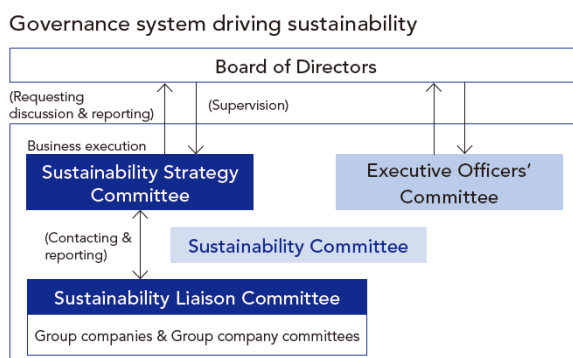 Governance system driving sustainability
Board of Directors
(Requesting
discussion & reporting)
(Supervision)
Business execution
Sustainability Strategy
Committee
Executive Officers’
Committee
(Contacting &
reporting)
Sustainability Committee
Sustainability Liaison Committee
Group companies & Group company committees